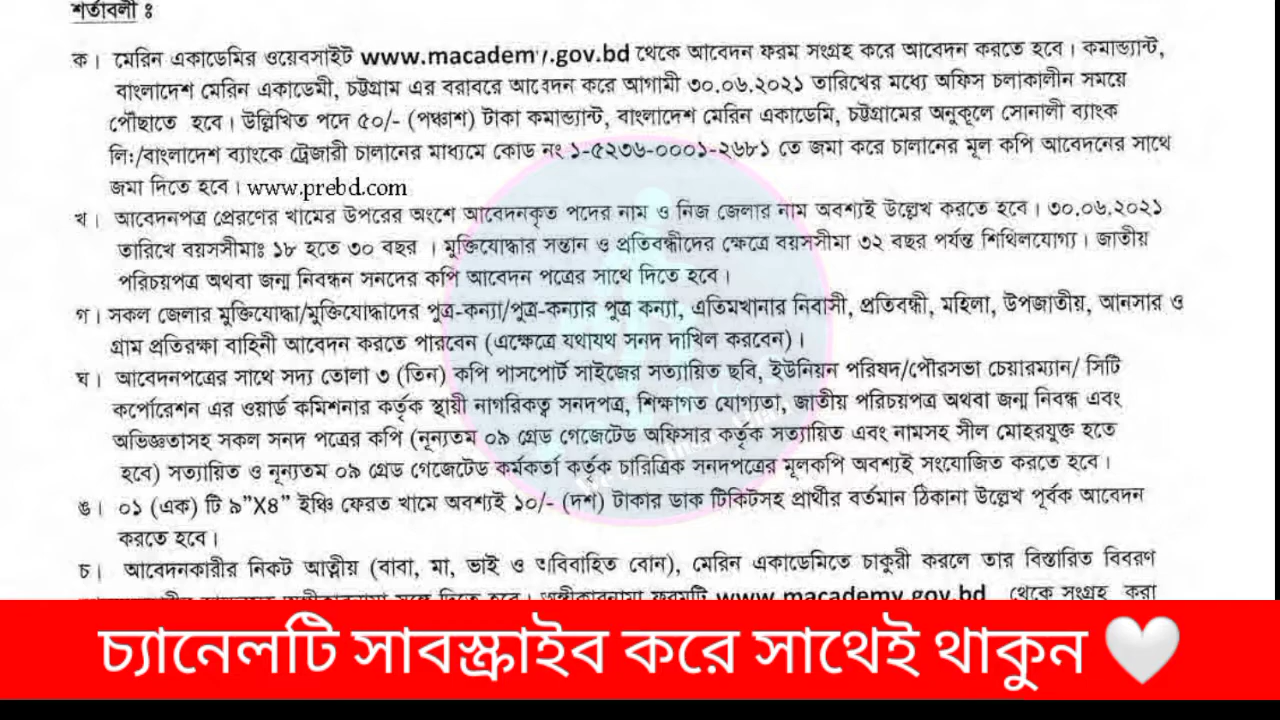 শর্তাবলী ঃ
ক। মেরিন একাডেমির ওয়েবসাইট www.macademy.gov.bd থেকে আবেদন ফরম সংগ্রহ করে আবেদন করতে হবে। কমান্ড্যান্ট,
বাংলাদেশ মেরিন একাডেমী, চট্টগ্রাম এর বরাবরে আবেদন করে আগামী ৩০.০৬.২০২১ তারিখের মধ্যে অফিস চলাকালীন সময়ে
পৌঁছাতে হবে। উল্লিখিত পদে ৫০/- (পঞ্চাশ) টাকা কমান্ড্যান্ট, বাংলাদেশ মেরিন একাডেমি, চট্টগ্রামের অনুকূলে সোনালী ব্যাংক
লি:/বাংলাদেশ ব্যাংকে ট্রেজারী চালানের মাধ্যমে কোড নং ১-৫২৩৬-০০০১-২৬৮১ তে জমা করে চালানের মূল কপি আবেদনের সাথে
জমা দিতে হবে। www.prebd.com
খ। আবেদনপত্র প্রেরণের খামের উপরের অংশে আবেদনকৃত পদের নাম ও নিজ জেলার নাম অবশ্যই উল্লেখ করতে হবে। ৩০.০৬.২০২১
তারিখে বয়সসীমাঃ ১৮ হতে ৩০ বছর । মুক্তিযোদ্ধার সন্তান ও প্রতিবন্ধীদের ক্ষেত্রে বয়সসীমা ৩২ বছর পর্যন্ত শিথিলযোগ্য। জাতীয়
পরিচয়পত্র অথবা জন্ম নিবন্ধন সনদের কপি আবেদন পত্রের সাথে দিতে হবে।
গ। সকল জেলার মুক্তিযোদ্ধা/মুক্তিযোদ্ধাদের পুত্র-কন্যা/পুত্র-কন্যার পুত্র কন্যা, এতিমখানার নিবাসী, প্রতিবন্ধী, মহিলা, উপজাতীয়, আনসার ও
গ্রাম প্রতিরক্ষা বাহিনী আবেদন করতে পারবেন (এক্ষেত্রে যথাযথ সনদ দাখিল করবেন)।
ঘ। আবেদনপত্রের সাথে সদ্য তোলা ৩ (তিন) কপি পাসপোর্ট সাইজের সত্যায়িত ছবি, ইউনিয়ন পরিষদ/পৌরসভা চেয়ারম্যান/ সিটি
কর্পোরেশন এর ওয়ার্ড কমিশনার কর্তৃক স্থায়ী নাগরিকত্ব সনদপত্র, শিক্ষাগত যোগ্যতা, জাতীয় পরিচয়পত্র অথবা জন্ম নিবন্ধ এবং
অভিজ্ঞতাসহ সকল সনদ পত্রের কপি (নূন্যতম ০৯ গ্রেড গেজেটেড অফিসার কর্তৃক সত্যায়িত এবং নামসহ সীল মোহরযুক্ত হতে
হবে) সত্যায়িত ও নূন্যতম ০৯ গ্রেড গেজেটেড কর্মকর্তা কর্তৃক চারিত্রিক সনদপত্রের মূলকপি অবশ্যই সংযোজিত করতে হবে।
ঙ। ০১ (এক) টি ৯”X৪” ইঞ্চি ফেরত খামে অবশ্যই ১০/- (দশ) টাকার ডাক টিকিটসহ প্রার্থীর বর্তমান ঠিকানা উল্লেখ পূর্বক আবেদন
করতে হবে।
চ। আবেদনকারীর নিকট আত্নীয় (বাবা, মা, ভাই ও অবিবাহিত বোন), মেরিন একাডেমিতে চাকুরী করলে তার বিস্তারিত বিবরণ
সঙ্গে দিতে হবে। অঙ্গীকারনামা ফরমটি www.macademy.gov.bd থেকে সংগ্রহ করা
চ্যানেলটি সাবস্ক্রাইব করে সাথেই থাকুন 🤍